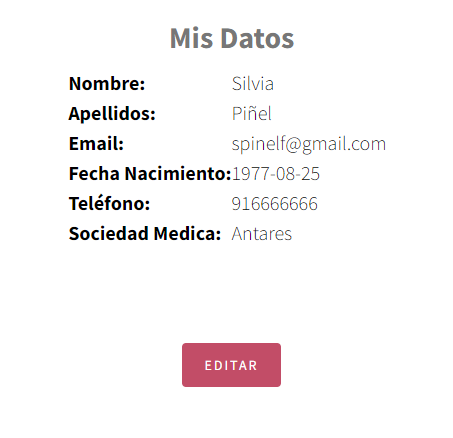 Mis Datos
Nombre: Silvia
Apellidos: Piñel
Email: spinelf@gmail.com
Fecha Nacimiento:1977-08-25
Teléfono: 916666666
Sociedad Medica: Antares
EDITAR